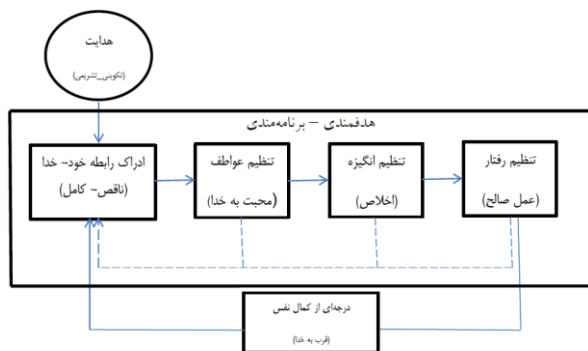 هدایت
(تکوینی_تشریعی)
هدفمندی – برنامه‌مندی
ادراک رابطه خود- خدا
(ناقص- کامل)
تنظیم عواطف
(محبت به خدا)
تنظیم انگیزه
(اخلاص)
تنظیم رفتار
(عمل صالح)
درجه‌ای از کمال نفس
(قرب به خدا)